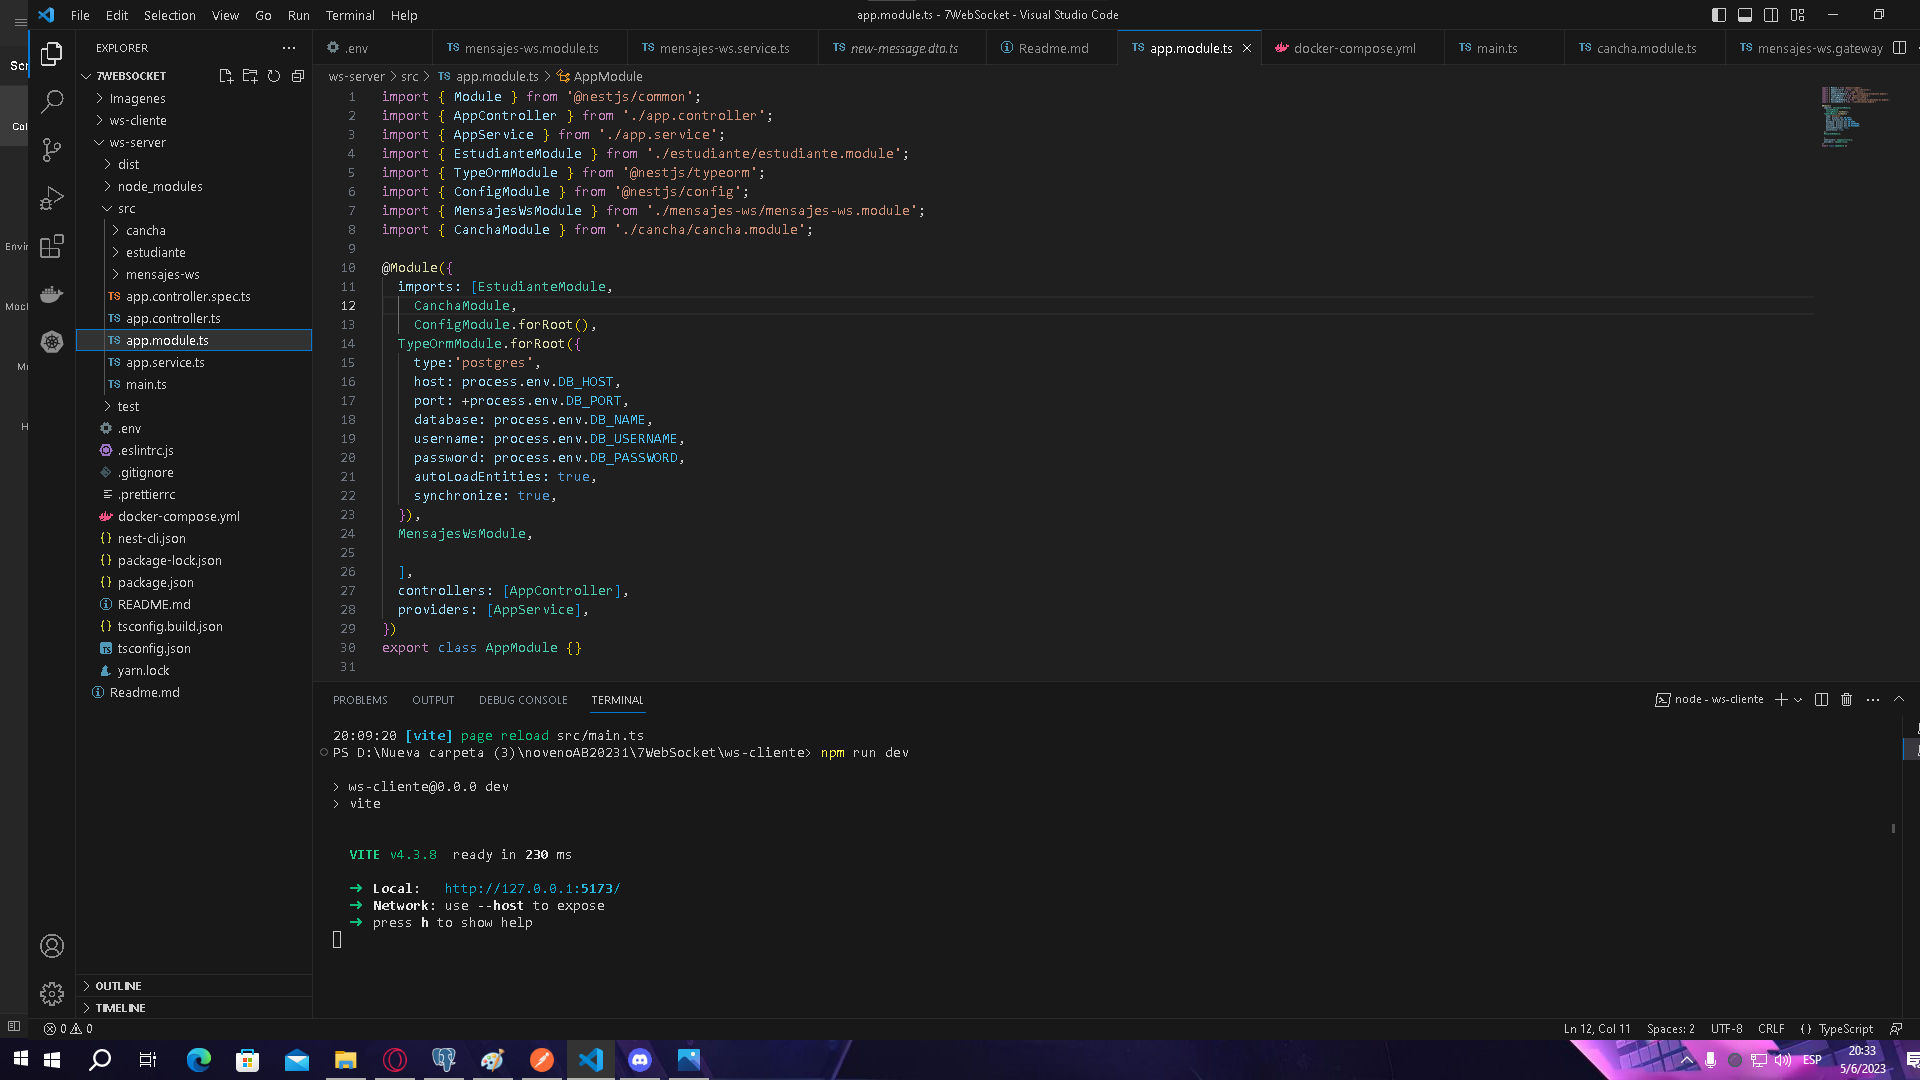 File Edit Selection View Go Run Terminal Help
app.module.ts - 7WebSocket - Visual Studio Code
EXPLORER
.env
mensajes-ws.module.ts
mensajes-ws.service.ts
new-message.dto.ts
Readme.md
app.module.ts
docker-compose.yml
main.ts
cancha.module.ts
mensajes-ws.gateway
7WEBSOCKET
Imagenes
ws-cliente
ws-server
dist
node_modules
src
cancha
estudiante
mensajes-ws
app.controller.spec.ts
app.controller.ts
app.module.ts
app.service.ts
main.ts
test
.env
.eslintrc.js
.gitignore
.prettierrc
docker-compose.yml
nest-cli.json
package-lock.json
package.json
README.md
tsconfig.build.json
tsconfig.json
yarn.lock
Readme.md
OUTLINE
TIMELINE
ws-server > src > TS app.module.ts > AppModule
1 import { Module } from '@nestjs/common';
2 import { AppController } from './app.controller';
3 import { AppService } from './app.service';
4 import { EstudianteModule } from './estudiante/estudiante.module';
5 import { TypeOrmModule } from '@nestjs/typeorm';
6 import { ConfigModule } from '@nestjs/config';
7 import { MensajesWsModule } from './mensajes-ws/mensajes-ws.module';
8 import { CanchaModule } from './cancha/cancha.module';
9
10 @Module({
11 imports: [EstudianteModule,
12 CanchaModule,
13 ConfigModule.forRoot(),
14 TypeOrmModule.forRoot({
15 type:'postgres',
16 host: process.env.DB_HOST,
17 port: +process.env.DB_PORT,
18 database: process.env.DB_NAME,
19 username: process.env.DB_USERNAME,
20 password: process.env.DB_PASSWORD,
21 autoLoadEntities: true,
22 synchronize: true,
23 }),
24 MensajesWsModule,
25
26 ],
27 controllers: [AppController],
28 providers: [AppService],
29 })
30 export class AppModule {}
31
PROBLEMS OUTPUT DEBUG CONSOLE TERMINAL
node - ws-cliente
20:09:20 [vite] page reload src/main.ts
PS D:\Nueva carpeta (3)\novenoAB20231\7WebSocket\ws-cliente> npm run dev
> ws-cliente@0.0.0 dev
> vite
VITE v4.3.8 ready in 230 ms
➜ Local: http://127.0.0.1:5173/
➜ Network: use --host to expose
➜ press h to show help
0 0
Ln 12, Col 11 Spaces: 2 UTF-8 CRLF {} TypeScript
ESP
20:33
5/6/2023